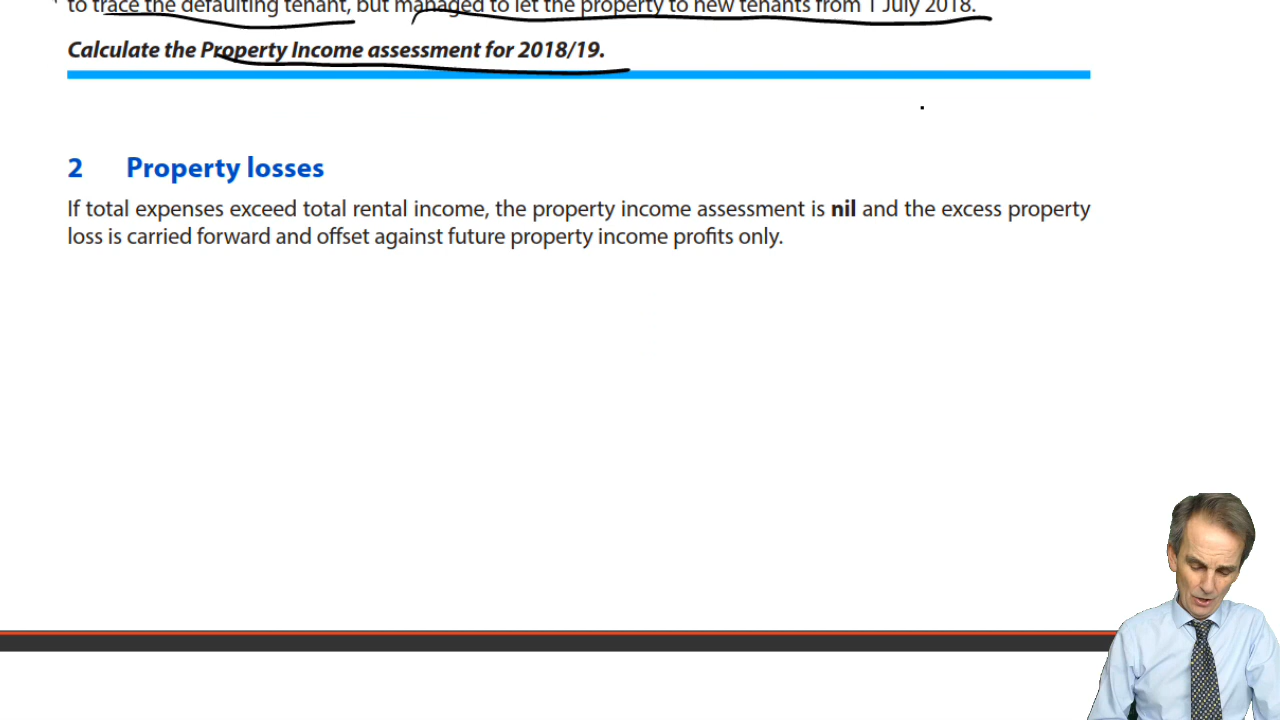 to trace the defaulting tenant, but managed to let the property to new tenants from 1 July 2018.
Calculate the Property Income assessment for 2018/19.
2 Property losses
If total expenses exceed total rental income, the property income assessment is nil and the excess property
loss is carried forward and offset against future property income profits only.